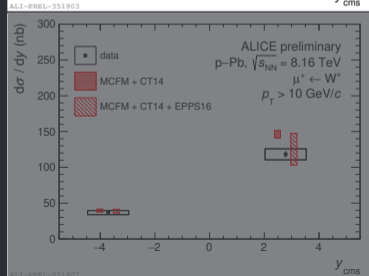 y cms
ALI-PREL-351903
dσ / dy (nb)
300
250
200
150
100
50
0
data
MCFM + CT14
MCFM + CT14 + EPPS16
ALICE preliminary
p–Pb, √sNN = 8.16 TeV
μ+ ← W+
pT > 10 GeV/c
−4 −2 0 2 4
ycms